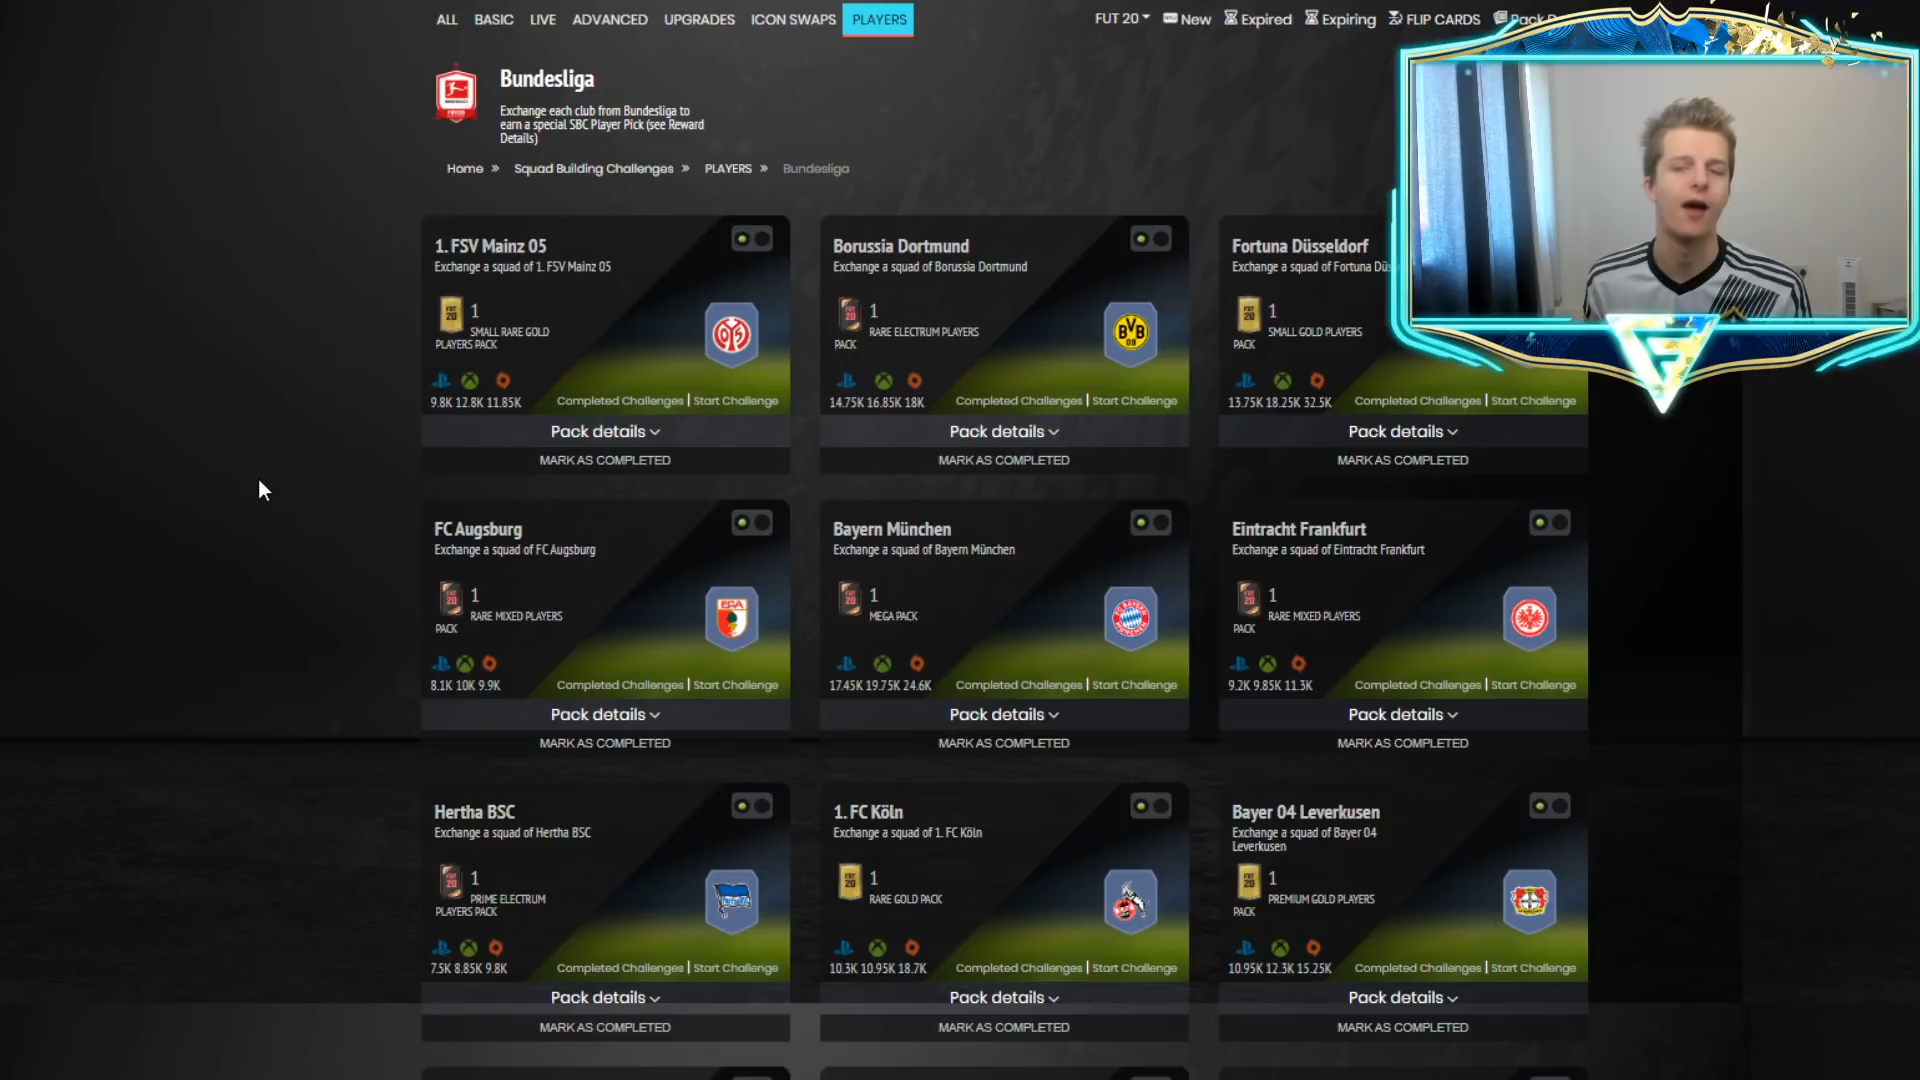 ALL BASIC LIVE ADVANCED UPGRADES ICON SWAPS PLAYERS FUT 20 New Expired Expiring FLIP CARDS
Bundesliga
Exchange each club from Bundesliga to
earn a special SBC Player Pick (see Reward
Details)
Home » Squad Building Challenges » PLAYERS » Bundesliga
1. FSV Mainz 05
Exchange a squad of 1. FSV Mainz 05
1
SMALL RARE GOLD
PLAYERS PACK
9.8K 12.8K 11.85K
Completed Challenges | Start Challenge
Pack details
MARK AS COMPLETED
Borussia Dortmund
Exchange a squad of Borussia Dortmund
1
RARE ELECTRUM PLAYERS
PACK
14.75K 16.85K 18K
Completed Challenges | Start Challenge
Pack details
MARK AS COMPLETED
Fortuna Düsseldorf
Exchange a squad of Fortuna
1
SMALL GOLD PLAYERS
PACK
13.75K 18.25K 32.5K
Completed Challenges | Start Challenge
Pack details
MARK AS COMPLETED
FC Augsburg
Exchange a squad of FC Augsburg
1
RARE MIXED PLAYERS
PACK
8.1K 10K 9.9K
Completed Challenges | Start Challenge
Pack details
MARK AS COMPLETED
Bayern München
Exchange a squad of Bayern München
1
MEGA PACK
17.45K 19.75K 24.6K
Completed Challenges | Start Challenge
Pack details
MARK AS COMPLETED
Eintracht Frankfurt
Exchange a squad of Eintracht Frankfurt
1
RARE MIXED PLAYERS
PACK
9.2K 9.85K 11.3K
Completed Challenges | Start Challenge
Pack details
MARK AS COMPLETED
Hertha BSC
Exchange a squad of Hertha BSC
1
PRIME ELECTRUM
PLAYERS PACK
7.5K 8.85K 9.8K
Completed Challenges | Start Challenge
Pack details
MARK AS COMPLETED
1. FC Köln
Exchange a squad of 1. FC Köln
1
RARE GOLD PACK
10.3K 10.95K 18.7K
Completed Challenges | Start Challenge
Pack details
MARK AS COMPLETED
Bayer 04 Leverkusen
Exchange a squad of Bayer 04
Leverkusen
1
PREMIUM GOLD PLAYERS
PACK
10.95K 12.3K 15.25K
Completed Challenges | Start Challenge
Pack details
MARK AS COMPLETED